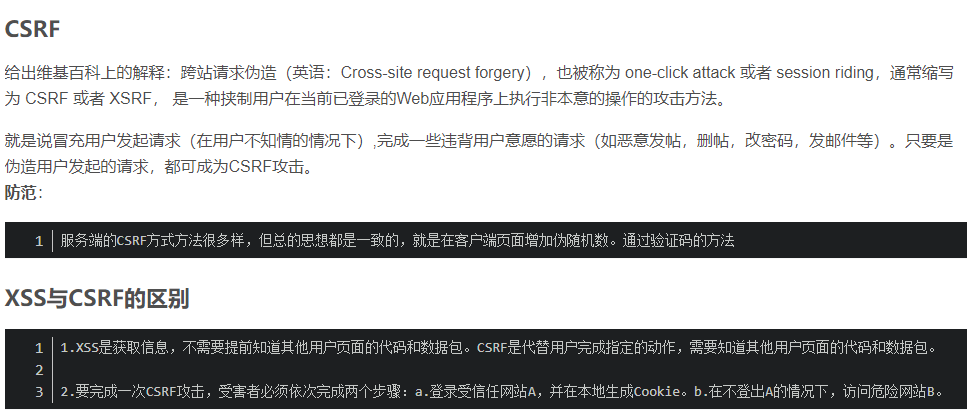 CSRF
给出维基百科上的解释：跨站请求伪造（英语：Cross-site request forgery），也被称为 one-click attack 或者 session riding，通常缩写
为 CSRF 或者 XSRF， 是一种挟制用户在当前已登录的Web应用程序上执行非本意的操作的攻击方法。
就是说冒充用户发起请求（在用户不知情的情况下）,完成一些违背用户意愿的请求（如恶意发帖，删帖，改密码，发邮件等）。只要是
伪造用户发起的请求，都可成为CSRF攻击。
防范：
1 服务端的CSRF方式方法很多样，但总的思想都是一致的，就是在客户端页面增加伪随机数。通过验证码的方法
XSS与CSRF的区别
1 1.XSS是获取信息，不需要提前知道其他用户页面的代码和数据包。CSRF是代替用户完成指定的动作，需要知道其他用户页面的代码和数据包。
2
3 2.要完成一次CSRF攻击，受害者必须依次完成两个步骤：a.登录受信任网站A，并在本地生成Cookie。b.在不登出A的情况下，访问危险网站B。